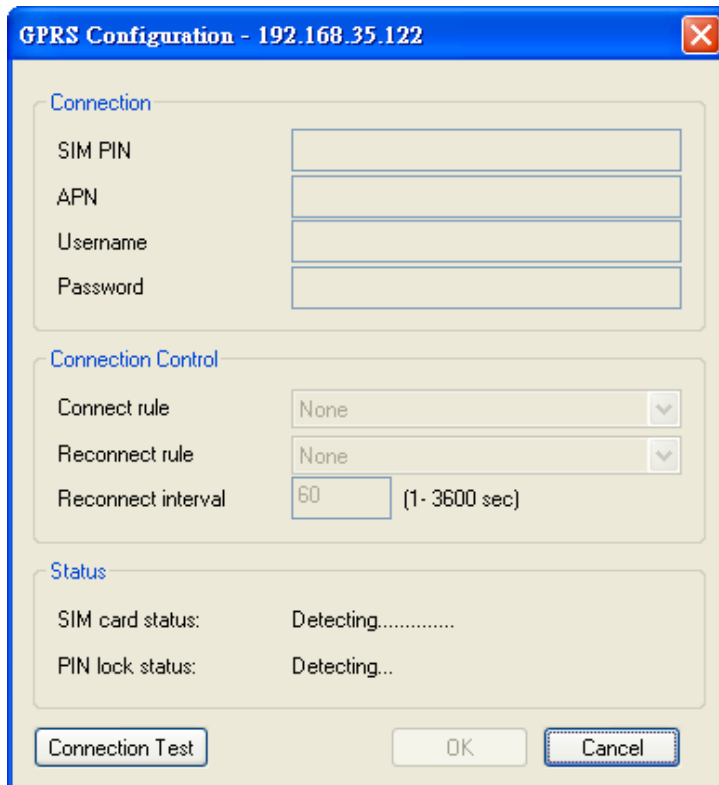 GPRS Configuration - 192.168.35.122
Connection
SIM PIN
APN
Username
Password
Connection Control
Connect rule None
Reconnect rule None
Reconnect interval 60 (1- 3600 sec)
Status
SIM card status: Detecting..............
PIN lock status: Detecting...
Connection Test OK Cancel